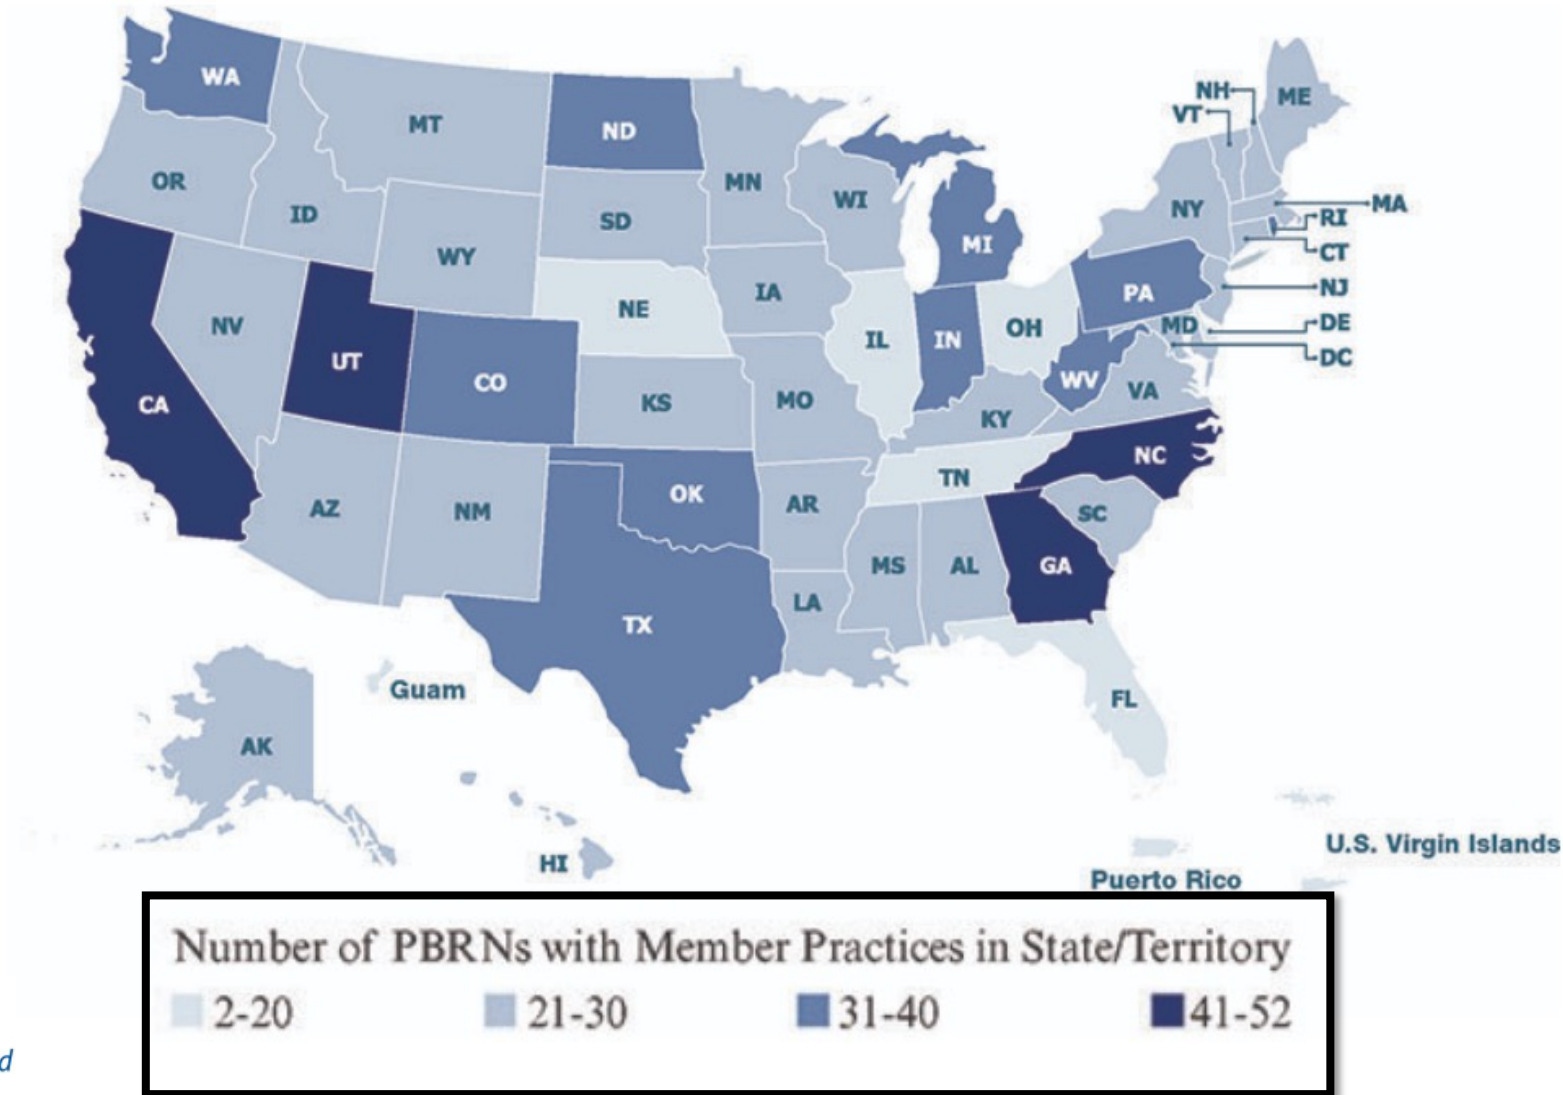 WA
MT
ND
MN
NH
VT
ME
OR
ID
SD
WI
MI
NY
MA
RI
CT
NJ
DE
DC
WY
NE
IA
IL
IN
OH
PA
MD
NV
UT
CO
KS
MO
KY
WV
VA
CA
AZ
NM
OK
AR
TN
NC
SC
MS
AL
GA
LA
TX
FL
Guam
AK
HI
U.S. Virgin Islands
Puerto Rico
Number of PBRNs with Member Practices in State/Territory
2-20 21-30 31-40 41-52
d